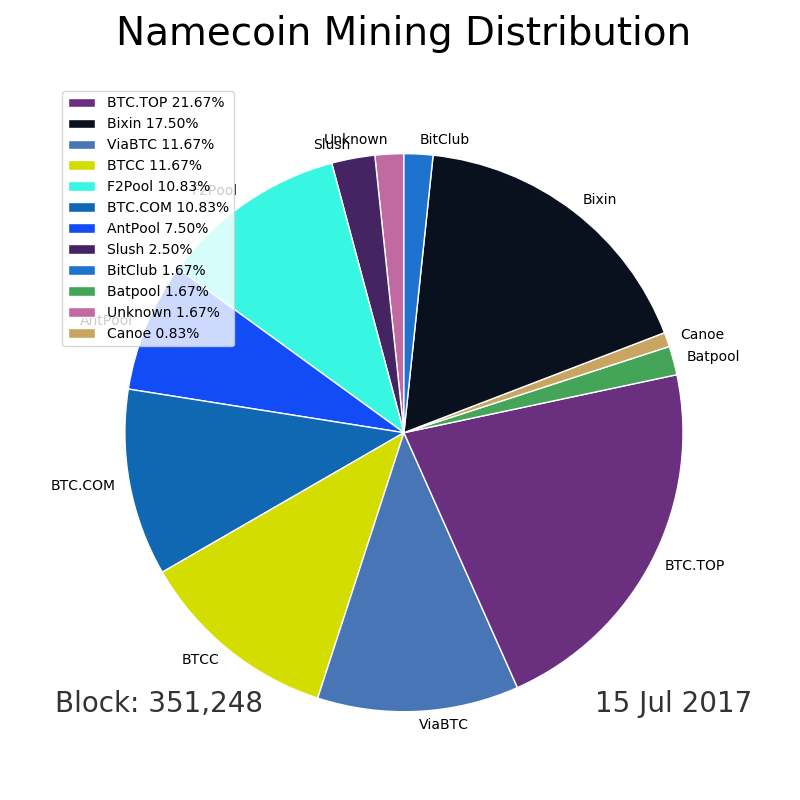 Namecoin Mining Distribution
BTC.TOP 21.67%
Bixin 17.50%
ViaBTC 11.67%
BTCC 11.67%
F2Pool 10.83%
BTC.COM 10.83%
AntPool 7.50%
Slush 2.50%
BitClub 1.67%
Batpool 1.67%
Unknown 1.67%
Canoe 0.83%
Slush
Unknown
BitClub
F2Pool
Bixin
AntPool
Canoe
Batpool
BTC.COM
BTC.TOP
BTCC
ViaBTC
Block: 351,248
15 Jul 2017